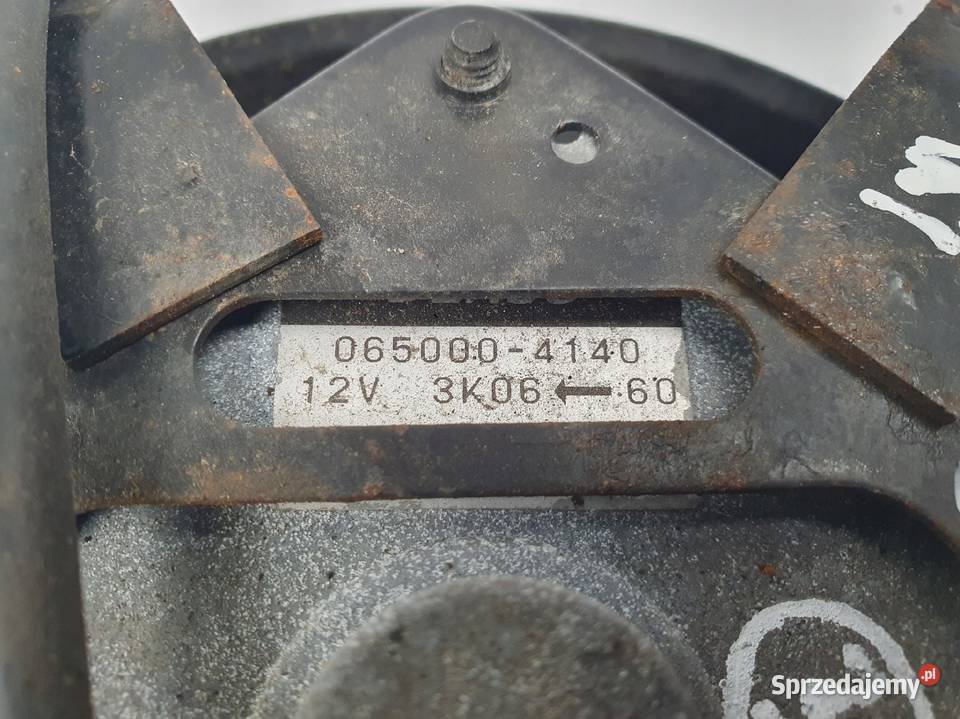 065000-4140
12V 3K06 ← 60
Sprzedajemy.pl